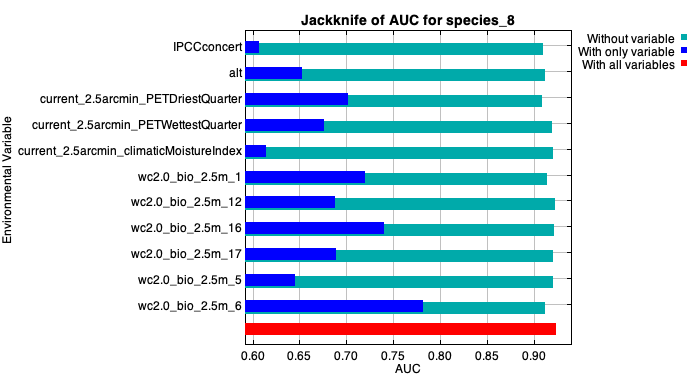 Jackknife of AUC for species_8
Without variable
With only variable
With all variables
Environmental Variable
IPCCconcert
alt
current_2.5arcmin_PETDriestQuarter
current_2.5arcmin_PETWettestQuarter
current_2.5arcmin_climaticMoistureIndex
wc2.0_bio_2.5m_1
wc2.0_bio_2.5m_12
wc2.0_bio_2.5m_16
wc2.0_bio_2.5m_17
wc2.0_bio_2.5m_5
wc2.0_bio_2.5m_6
0.60 0.65 0.70 0.75 0.80 0.85 0.90
AUC